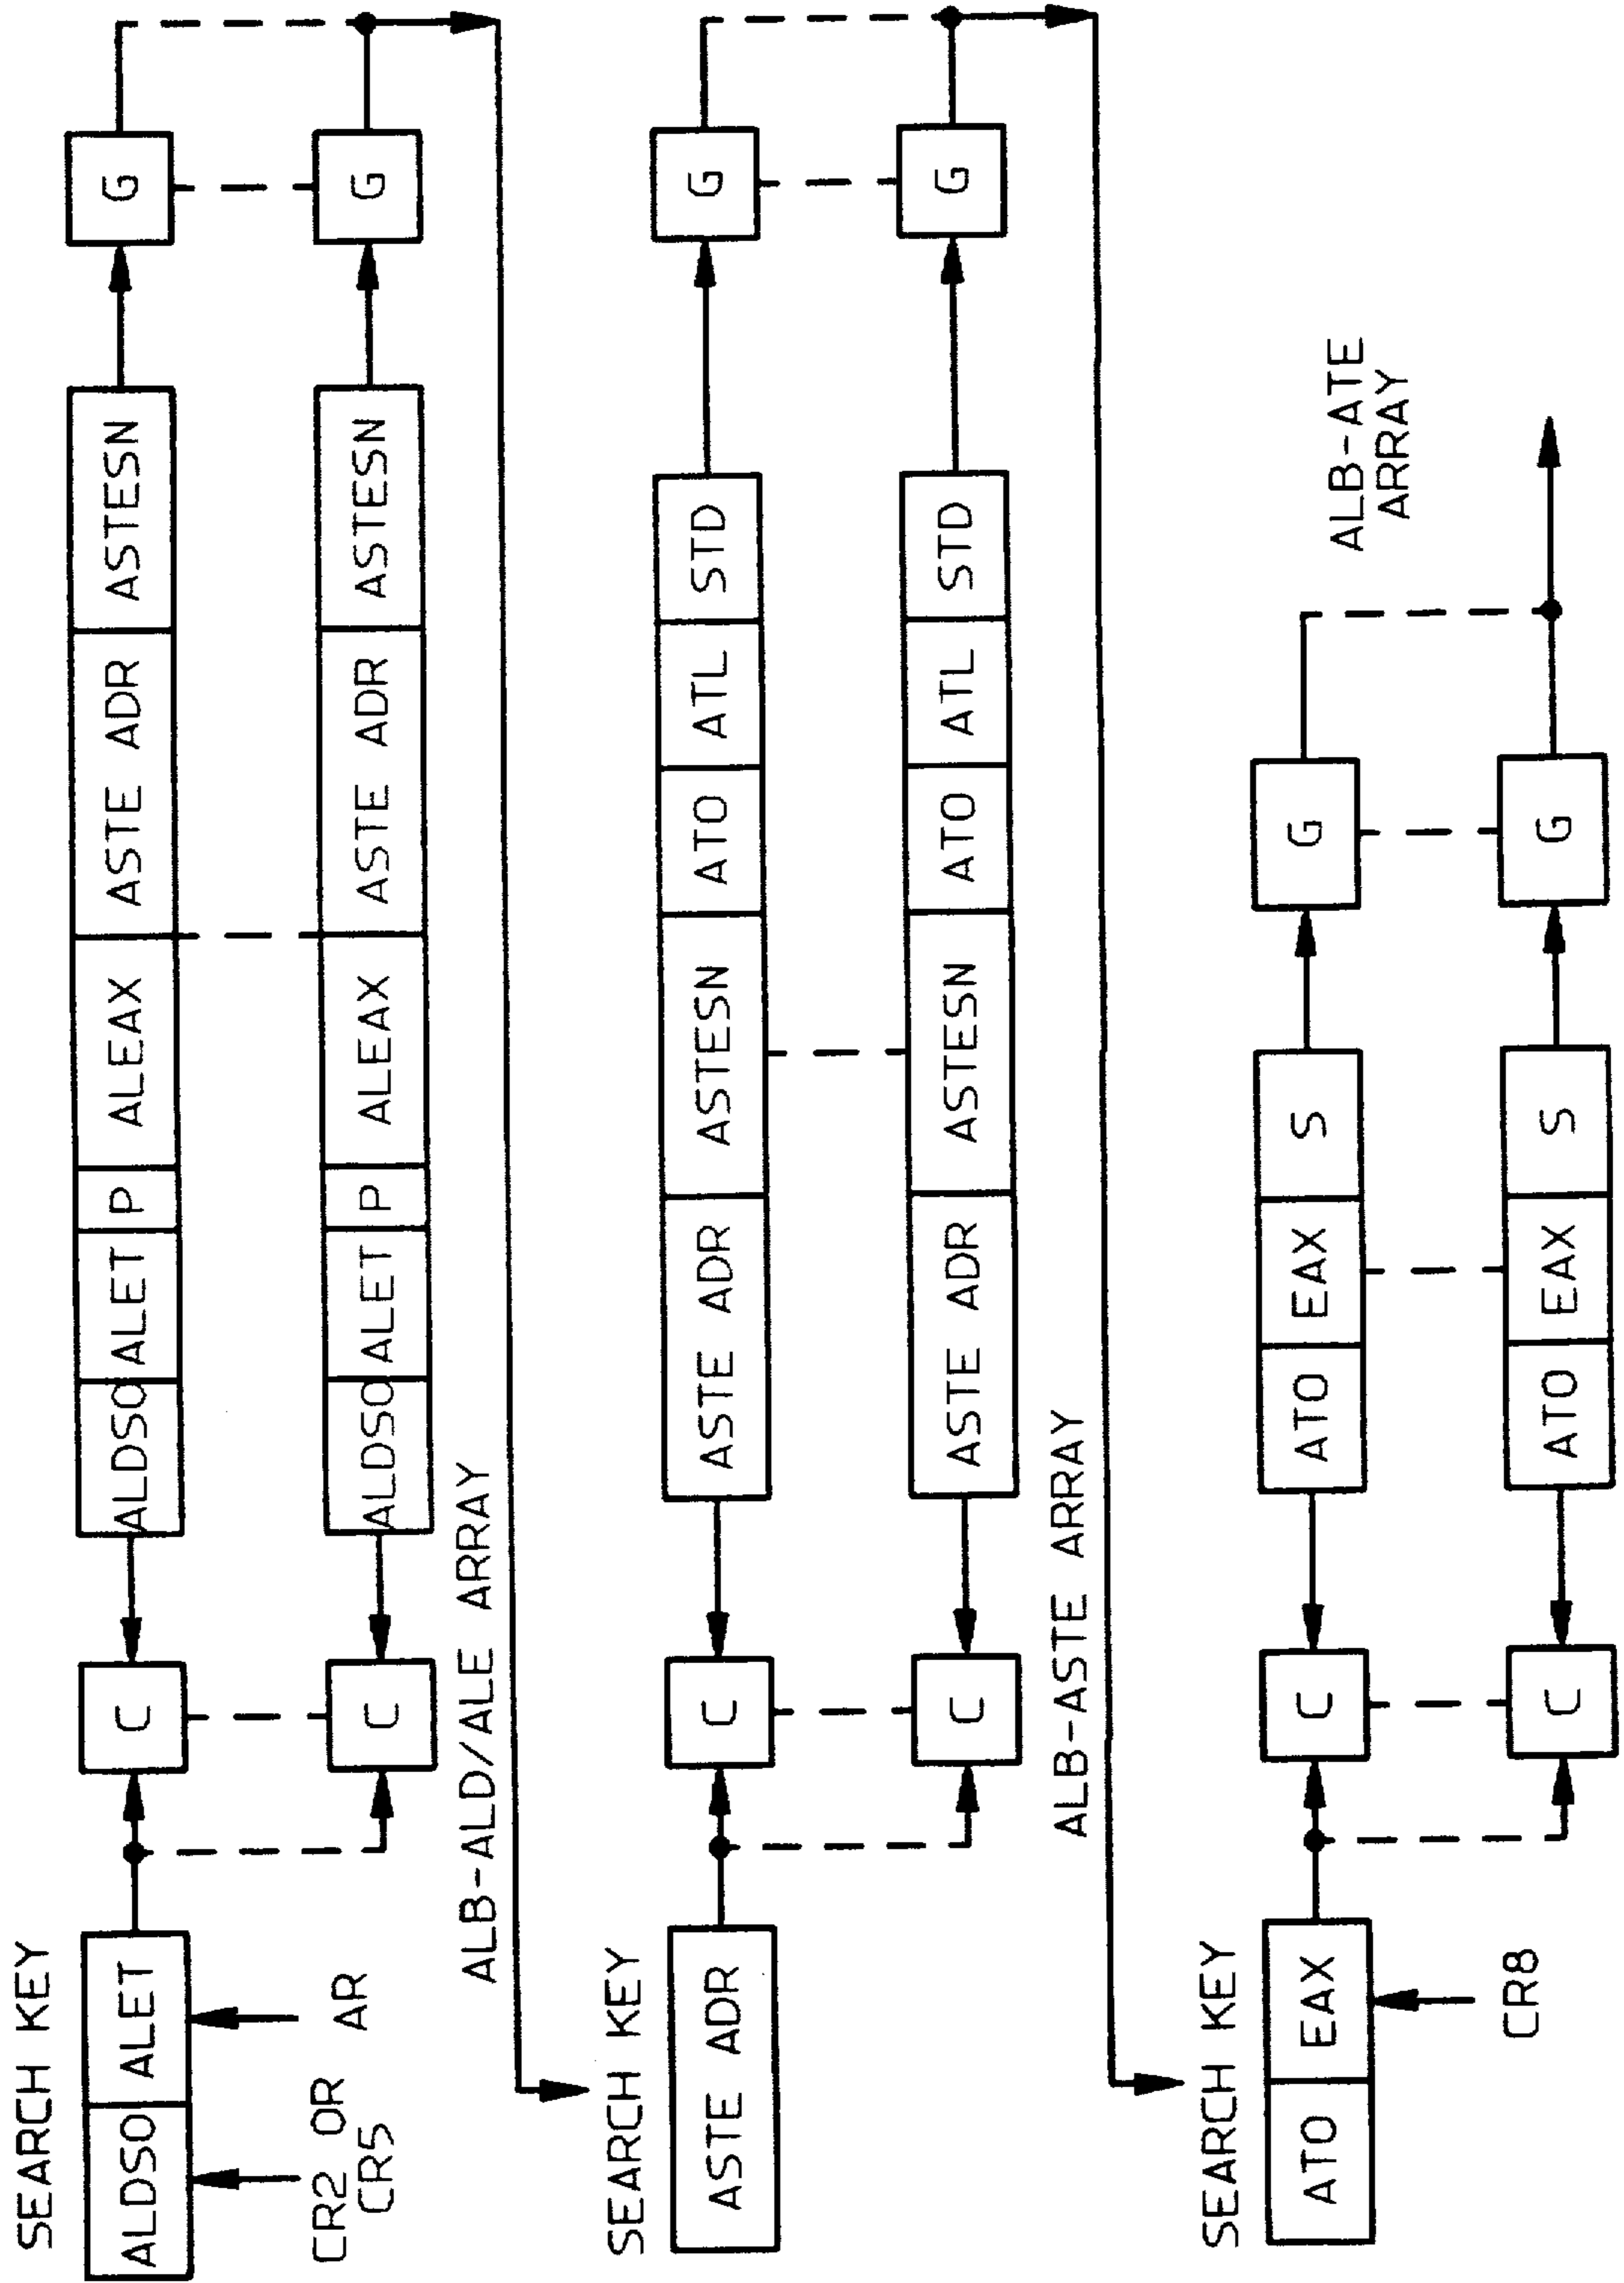 SEARCH KEY
ALDSO ALET
CR2 OR CR5
AR
C
ALDSO ALET P ALEAX ASTE ADR ASTESN
G
C
ALDSO ALET P ALEAX ASTE ADR ASTESN
G
ALB-ALD/ALE ARRAY
SEARCH KEY
ASTE ADR
C
ASTE ADR ASTESN ATO ATL STD
G
C
ASTE ADR ASTESN ATO ATL STD
G
ALB-ASTE ARRAY
SEARCH KEY
ATO EAX
CR8
C
ATO EAX S
G
C
ATO EAX S
G
ALB-ATE
ARRAY